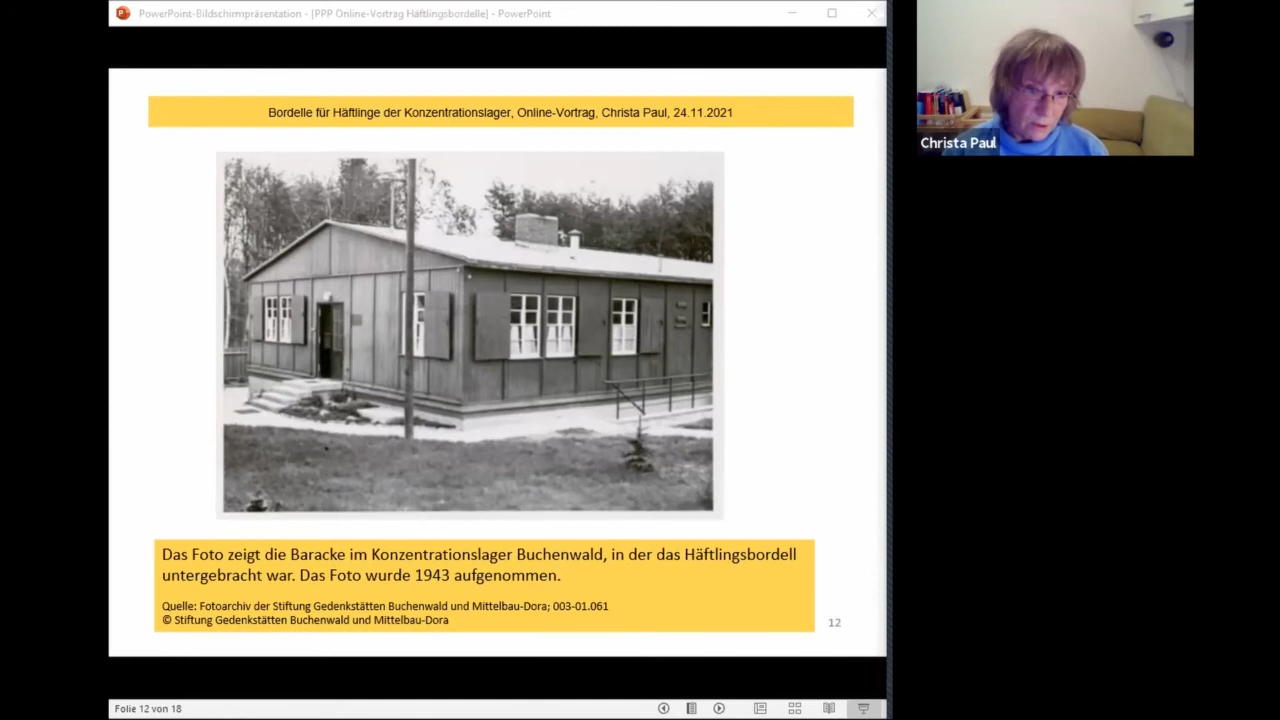 PowerPoint-Bildschirmpräsentation - [PPP Online-Vortrag Häftlingsbordelle] - PowerPoint
Bordelle für Häftlinge der Konzentrationslager, Online-Vortrag, Christa Paul, 24.11.2021
Christa Paul
Das Foto zeigt die Baracke im Konzentrationslager Buchenwald, in der das Häftlingsbordell
untergebracht war. Das Foto wurde 1943 aufgenommen.
Quelle: Fotoarchiv der Stiftung Gedenkstätten Buchenwald und Mittelbau-Dora; 003-01.061
© Stiftung Gedenkstätten Buchenwald und Mittelbau-Dora
12
Folie 12 von 18